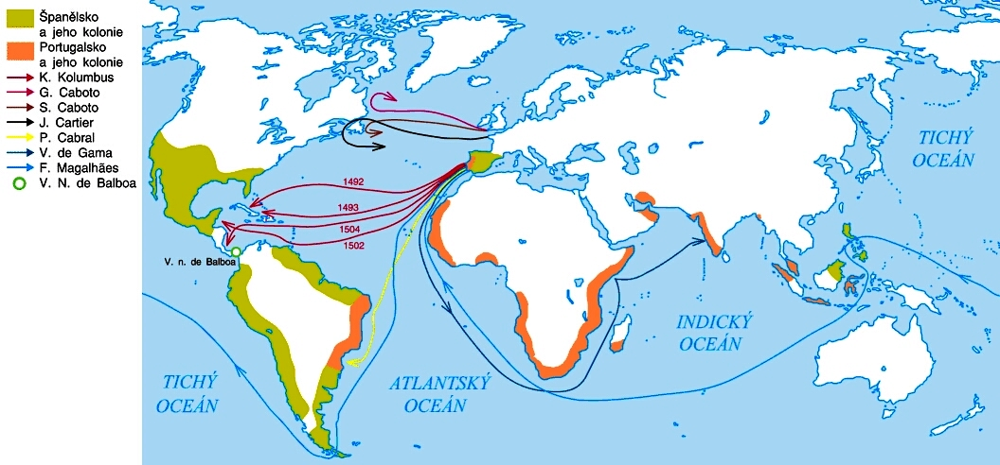 Španělsko
a jeho kolonie
Portugalsko
a jeho kolonie
K. Kolumbus
G. Caboto
S. Caboto
J. Cartier
P. Cabral
V. de Gama
F. Magalhães
V. N. de Balboa
1492
1493
1504
1502
V. n. de Balboa
TICHÝ
OCEÁN
INDICKÝ
OCEÁN
TICHÝ
OCEÁN
ATLANTSKÝ
OCEÁN